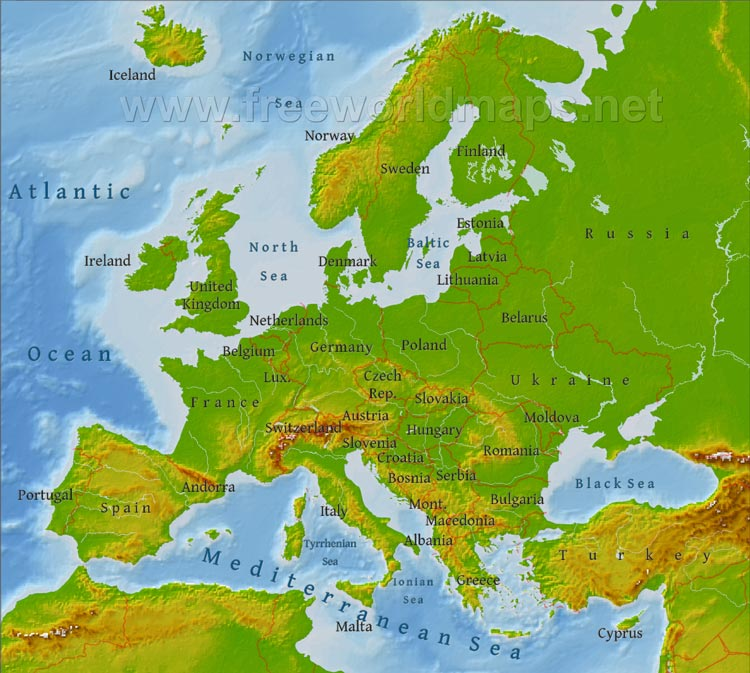 Norwegian
Sea
Iceland
www.freeworldmaps.net
Norway
Finland
Sweden
Atlantic
Estonia
Russia
North
Sea
Baltic
Sea
Ireland
Denmark
Latvia
Lithuania
United
Kingdom
Netherlands
Belarus
Ocean
Belgium
Germany
Poland
Lux.
Czech
Rep.
Ukraine
France
Slovakia
Austria
Moldova
Switzerland
Hungary
Slovenia
Romania
Croatia
Bosnia
Serbia
Black Sea
Andorra
Portugal
Spain
Italy
Mont.
Bulgaria
Macedonia
Albania
Tyrrhenian
Sea
Turkey
Mediterranean Sea
Ionian
Sea
Greece
Malta
Cyprus